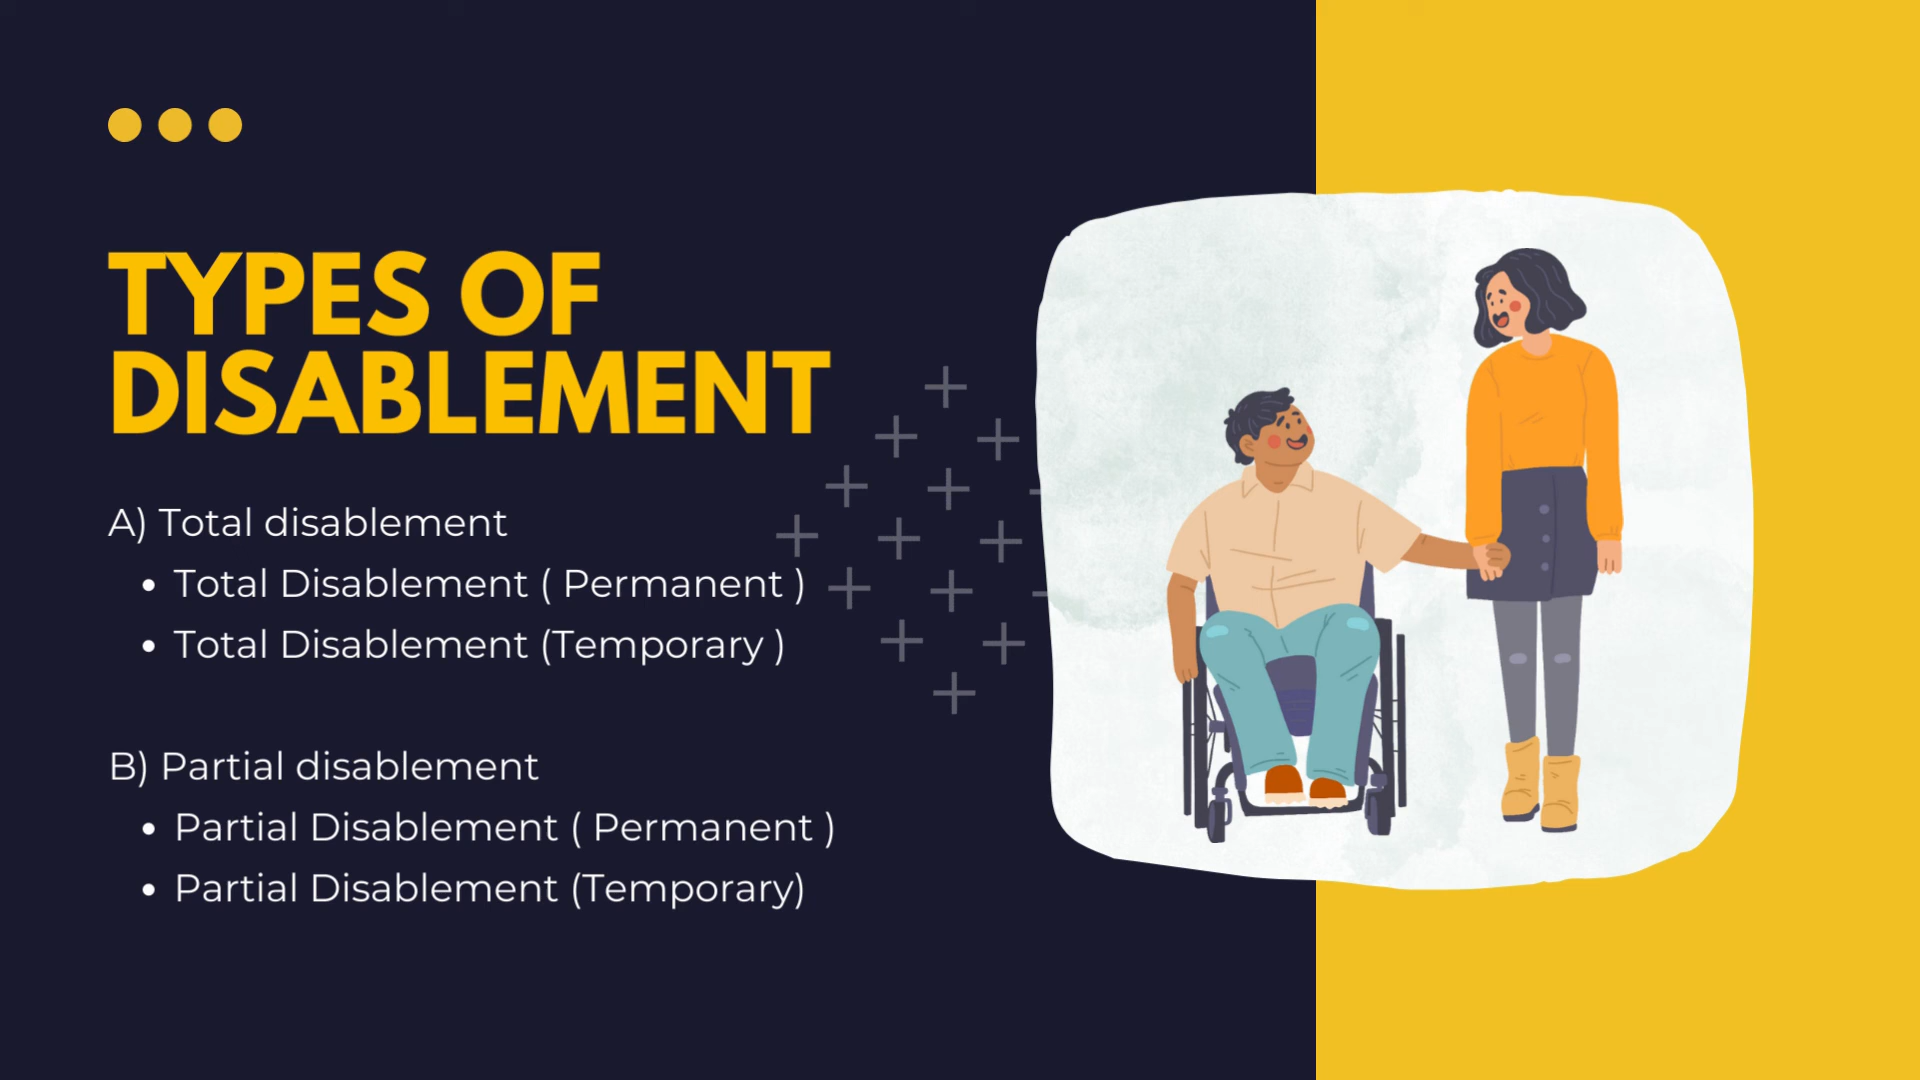 TYPES OF
DISABLEMENT
A) Total disablement
• Total Disablement ( Permanent )
• Total Disablement (Temporary )
B) Partial disablement
• Partial Disablement ( Permanent )
• Partial Disablement (Temporary)